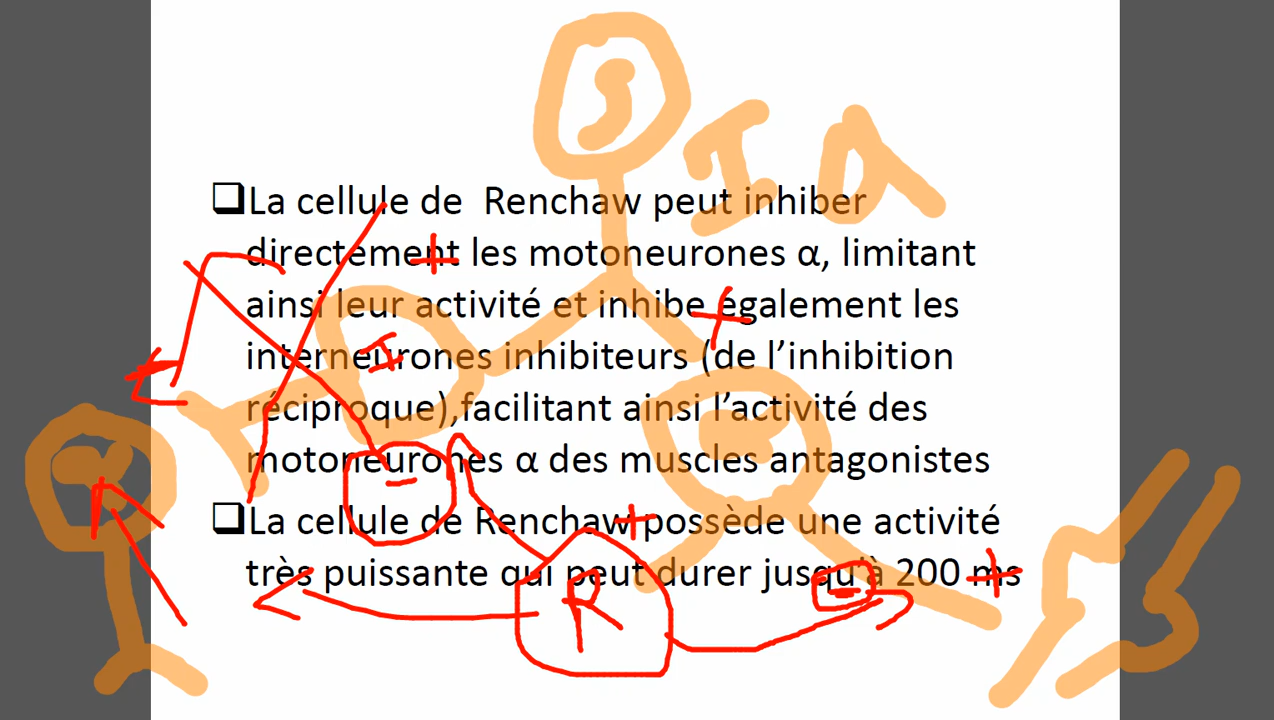 S
Ia
❑La cellule de Renchaw peut inhiber
directement les motoneurones α, limitant
+
ainsi leur activité et inhibe également les
+
interneurones inhibiteurs (de l’inhibition
I
réciproque),facilitant ainsi l’activité des
motoneurones α des muscles antagonistes
-
❑La cellule de Renchaw possède une activité
+
très puissante qui peut durer jusqu’à 200 ms
- +
R